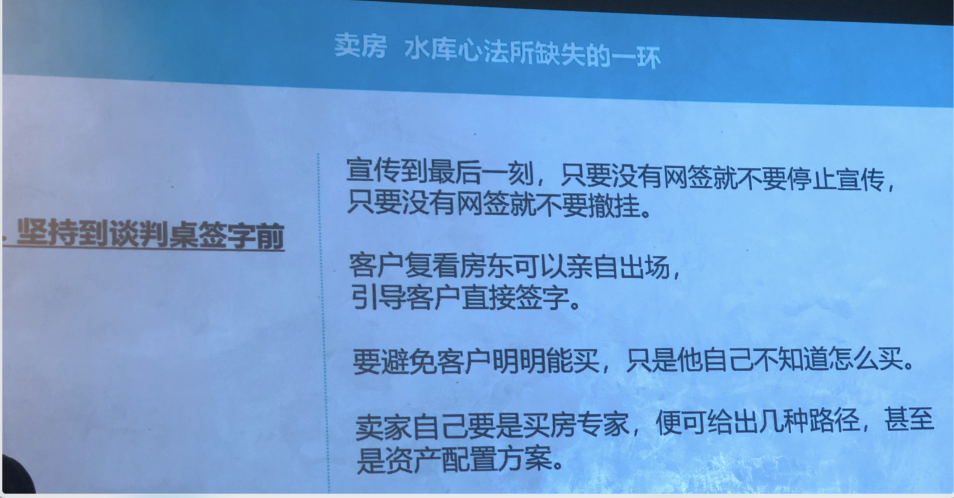 卖房 水库心法所缺失的一环
宣传到最后一刻，只要没有网签就不要停止宣传，
只要没有网签就不要撤挂。
. 坚持到谈判桌签字前
客户复看房东可以亲自出场，
引导客户直接签字。
要避免客户明明能买，只是他自己不知道怎么买。
卖家自己要是买房专家，便可给出几种路径，甚至
是资产配置方案。